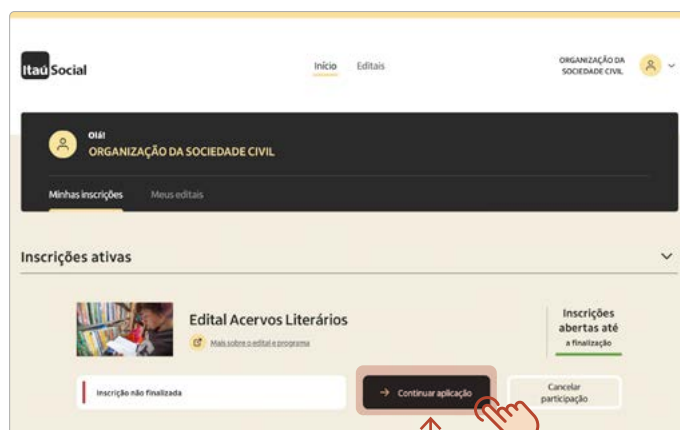 Itaú Social
Início Editais
ORGANIZAÇÃO DA
SOCIEDADE CIVIL
Olá!
ORGANIZAÇÃO DA SOCIEDADE CIVIL
Minhas inscrições Meus editais
Inscrições ativas
Edital Acervos Literários
Mais sobre o edital e programa
Inscrições
abertas até
a finalização
Inscrição não finalizada
Continuar aplicação
Cancelar
participação